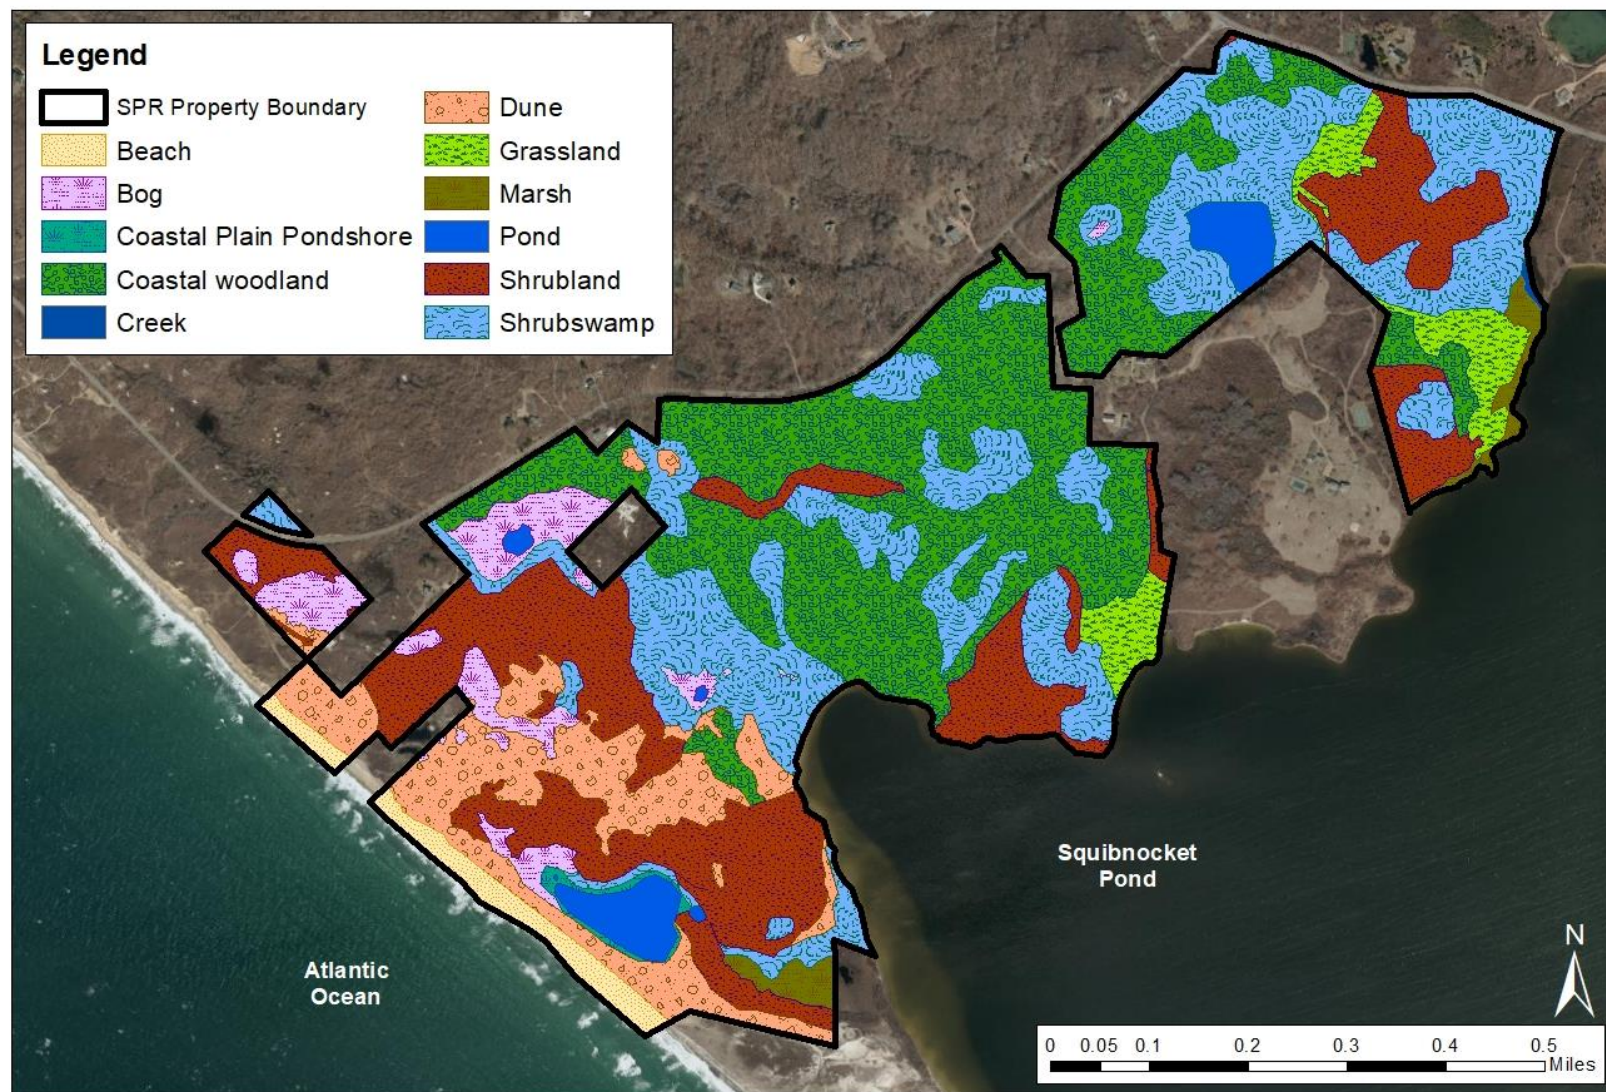 Legend
SPR Property Boundary
Beach
Bog
Coastal Plain Pondshore
Coastal woodland
Creek
Dune
Grassland
Marsh
Pond
Shrubland
Shrubswamp
Squibnocket
Pond
Atlantic
Ocean
N
0 0.05 0.1 0.2 0.3 0.4 0.5
Miles